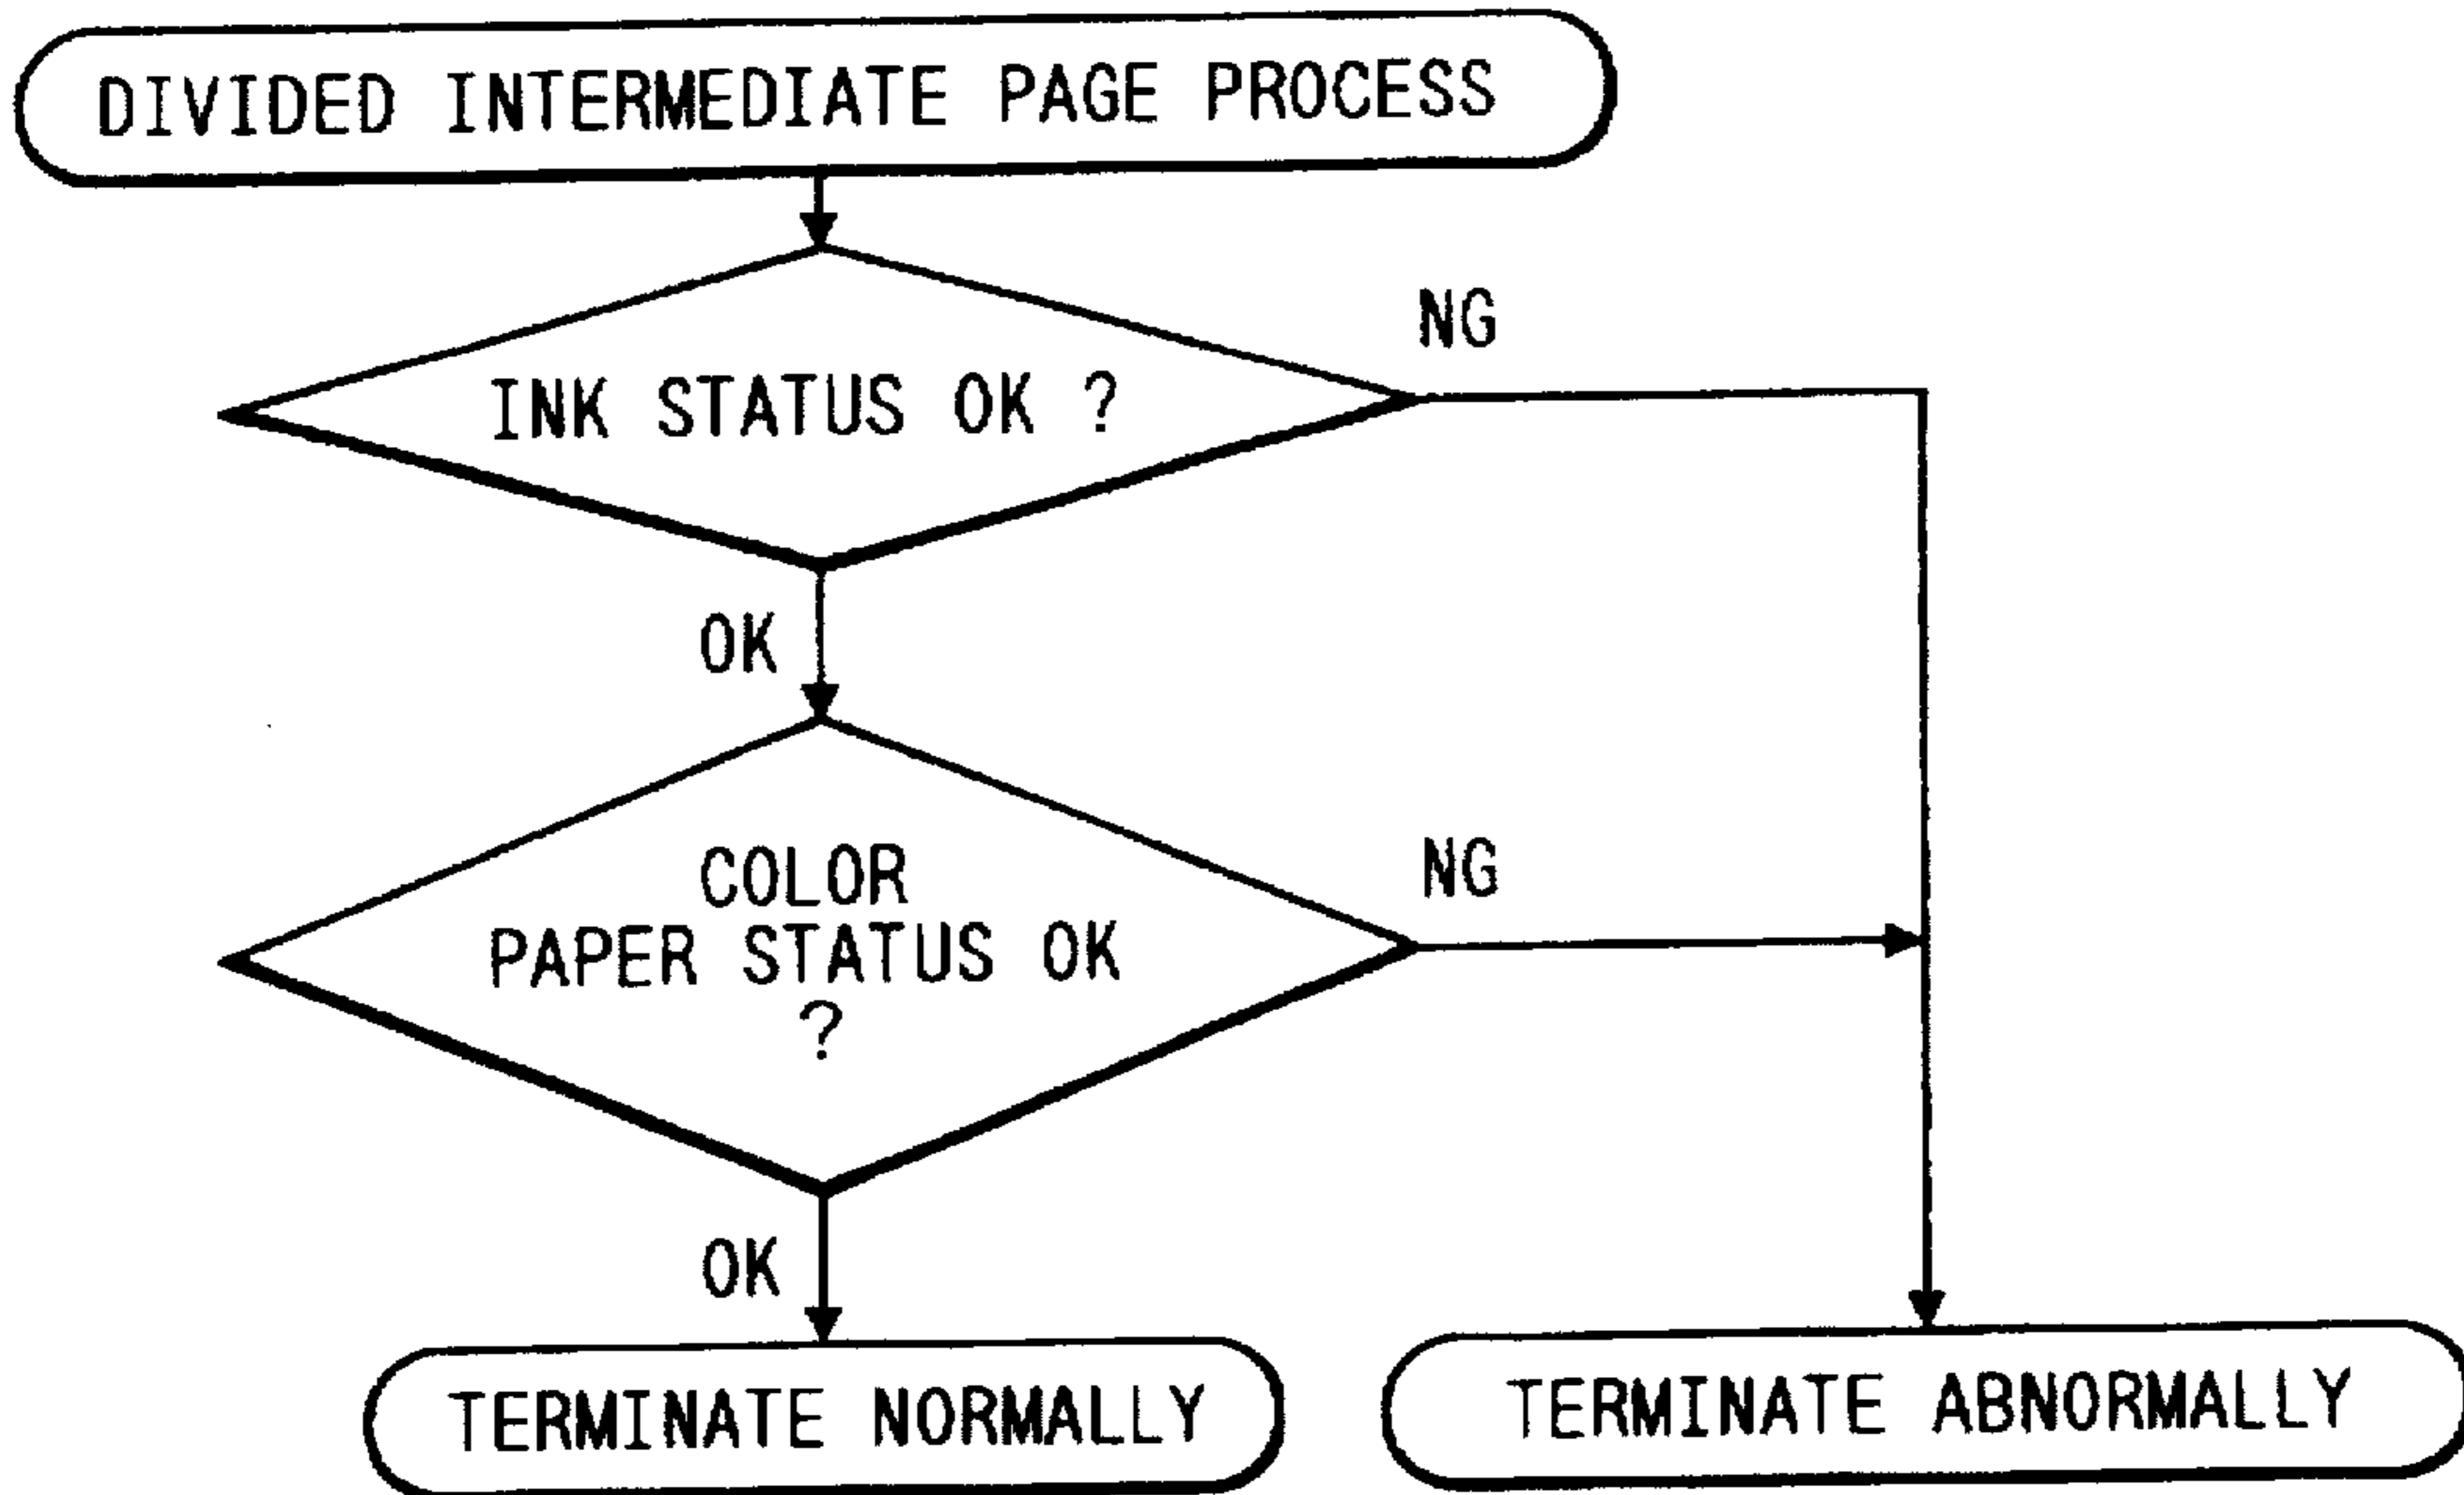 DIVIDED INTERMEDIATE PAGE PROCESS
NG
INK STATUS OK ?
OK
COLOR
PAPER STATUS OK
?
NG
OK
TERMINATE NORMALLY
TERMINATE ABNORMALLY